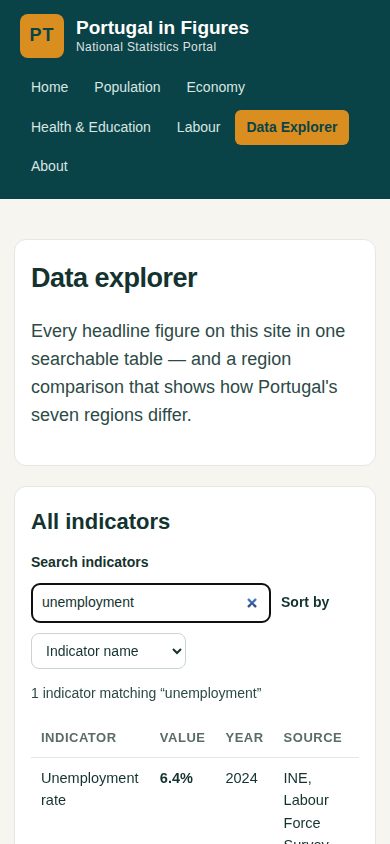 PT
Portugal in Figures
National Statistics Portal
Home Population Economy
Health & Education Labour Data Explorer
About
Data explorer
Every headline figure on this site in one
searchable table — and a region
comparison that shows how Portugal's
seven regions differ.
All indicators
Search indicators
unemployment Sort by
Indicator name
1 indicator matching “unemployment”
INDICATOR VALUE YEAR SOURCE
Unemployment 6.4% 2024 INE,
rate Labour
Force
Survey